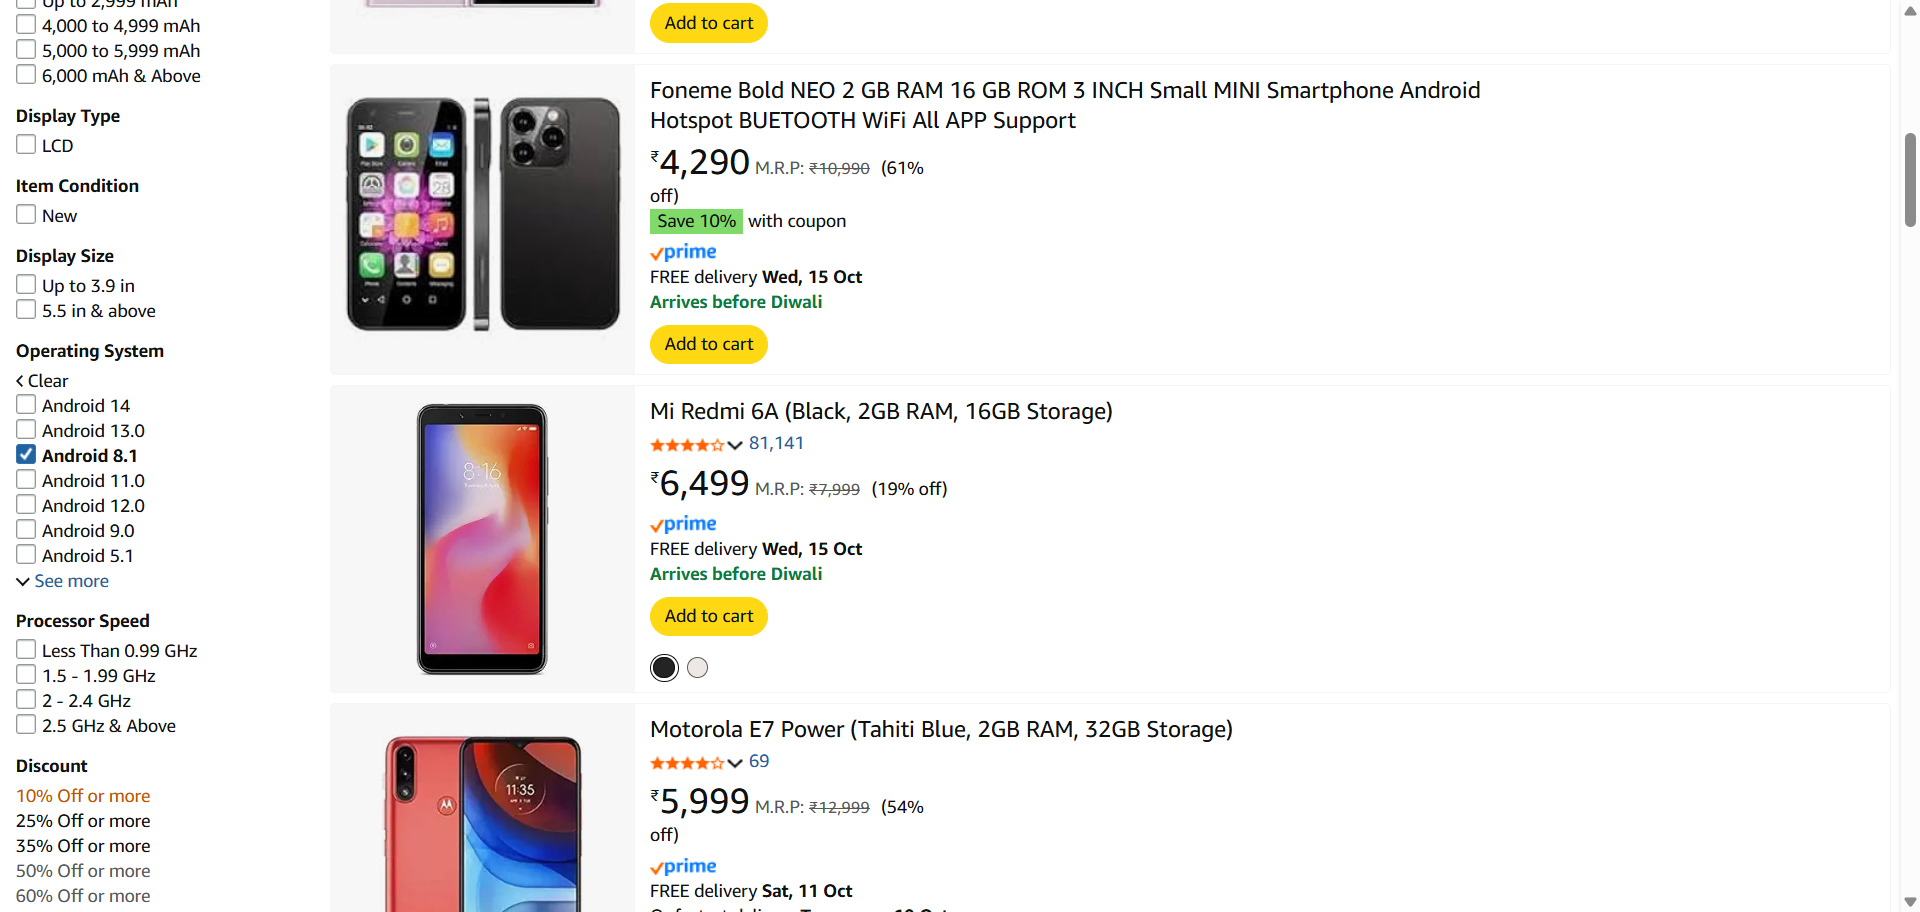 Up to 2,999 mAh
4,000 to 4,999 mAh
5,000 to 5,999 mAh
6,000 mAh & Above
Display Type
LCD
Item Condition
New
Display Size
Up to 3.9 in
5.5 in & above
Operating System
Clear
Android 14
Android 13.0
Android 8.1
Android 11.0
Android 12.0
Android 9.0
Android 5.1
See more
Processor Speed
Less Than 0.99 GHz
1.5 - 1.99 GHz
2 - 2.4 GHz
2.5 GHz & Above
Discount
10% Off or more
25% Off or more
35% Off or more
50% Off or more
60% Off or more
Add to cart
Foneme Bold NEO 2 GB RAM 16 GB ROM 3 INCH Small MINI Smartphone Android
Hotspot BUETOOTH WiFi All APP Support
₹4,290 M.R.P: ₹10,990 (61%
off)
Save 10% with coupon
prime
FREE delivery Wed, 15 Oct
Arrives before Diwali
Add to cart
8:16
Mi Redmi 6A (Black, 2GB RAM, 16GB Storage)
81,141
₹6,499 M.R.P: ₹7,999 (19% off)
prime
FREE delivery Wed, 15 Oct
Arrives before Diwali
Add to cart
11:35
Motorola E7 Power (Tahiti Blue, 2GB RAM, 32GB Storage)
69
₹5,999 M.R.P: ₹12,999 (54%
off)
prime
FREE delivery Sat, 11 Oct